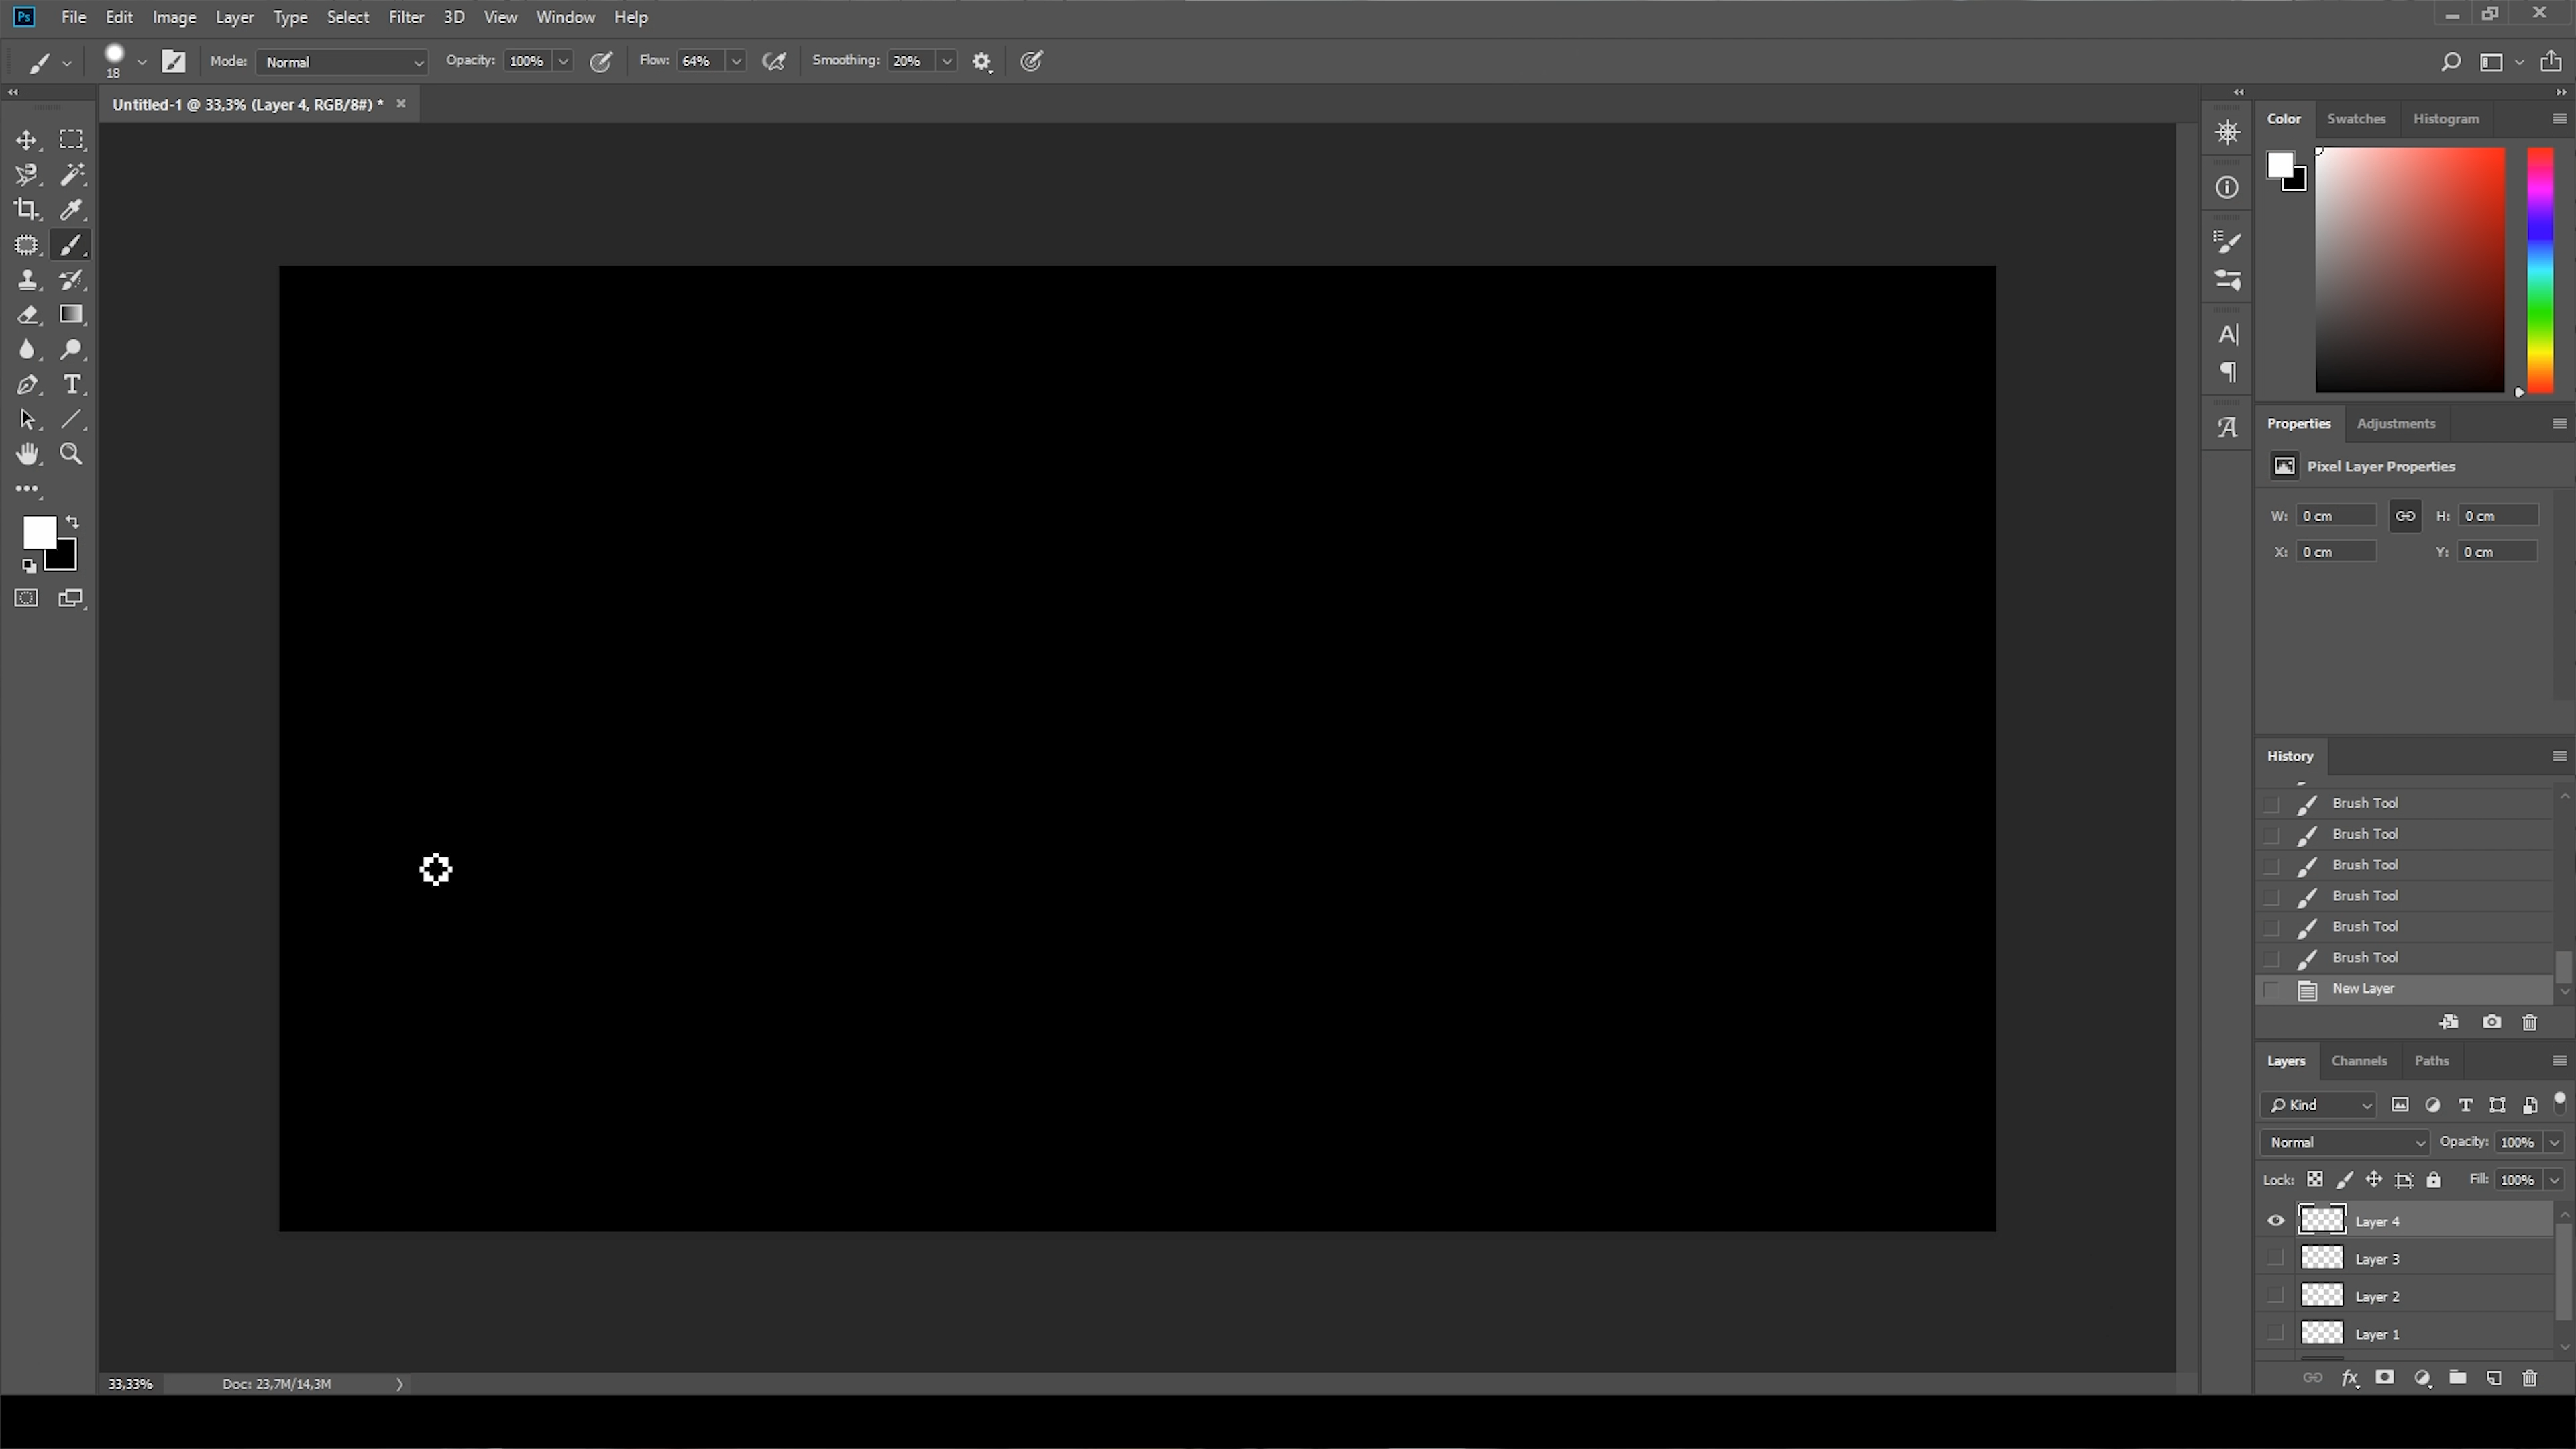 Ps File Edit Image Layer Type Select Filter 3D View Window Help
18 Mode: Normal Opacity: 100% Flow: 64% Smoothing: 20%
Untitled-1 @ 33,3% (Layer 4, RGB/8#) *
Color Swatches Histogram
Properties Adjustments
Pixel Layer Properties
W: 0 cm H: 0 cm
X: 0 cm Y: 0 cm
History
Brush Tool
Brush Tool
Brush Tool
Brush Tool
Brush Tool
Brush Tool
New Layer
Layers Channels Paths
Kind
Normal Opacity: 100%
Lock: Fill: 100%
Layer 4
Layer 3
Layer 2
Layer 1
fx
33,33% Doc: 23,7M/14,3M